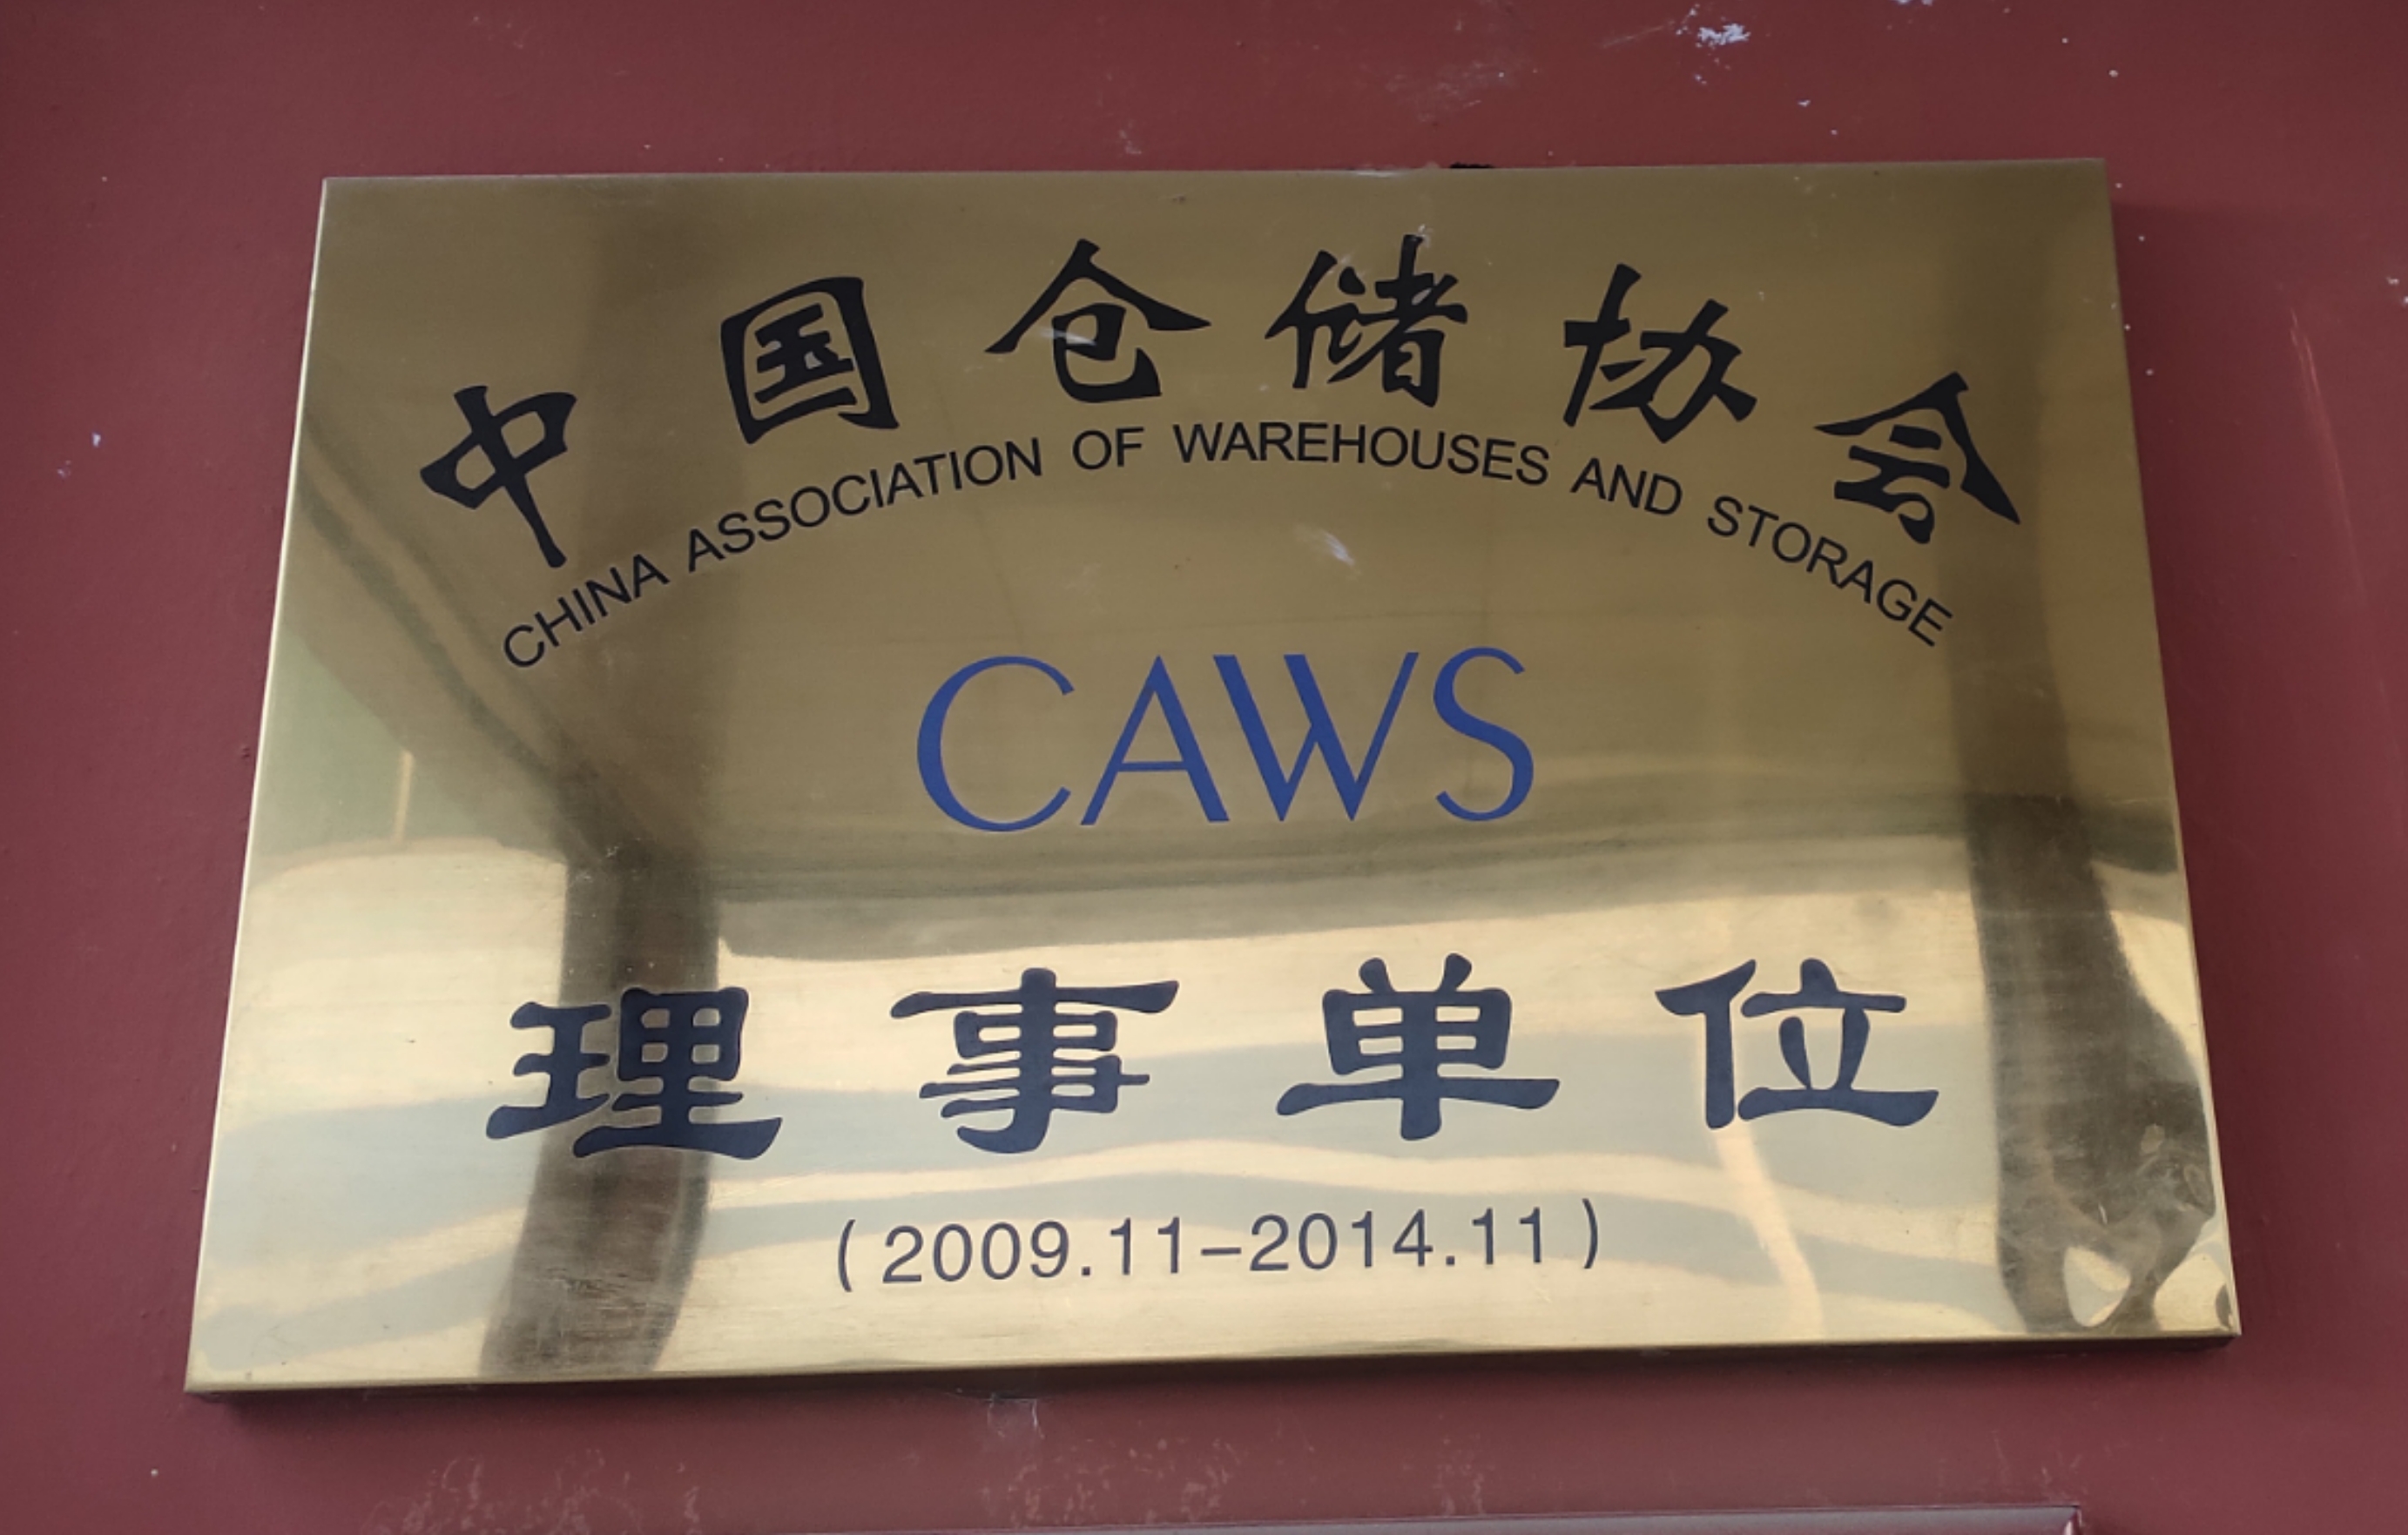 中国仓储协会
CHINA ASSOCIATION OF WAREHOUSES AND STORAGE
CAWS
理事单位
(2009.11-2014.11)